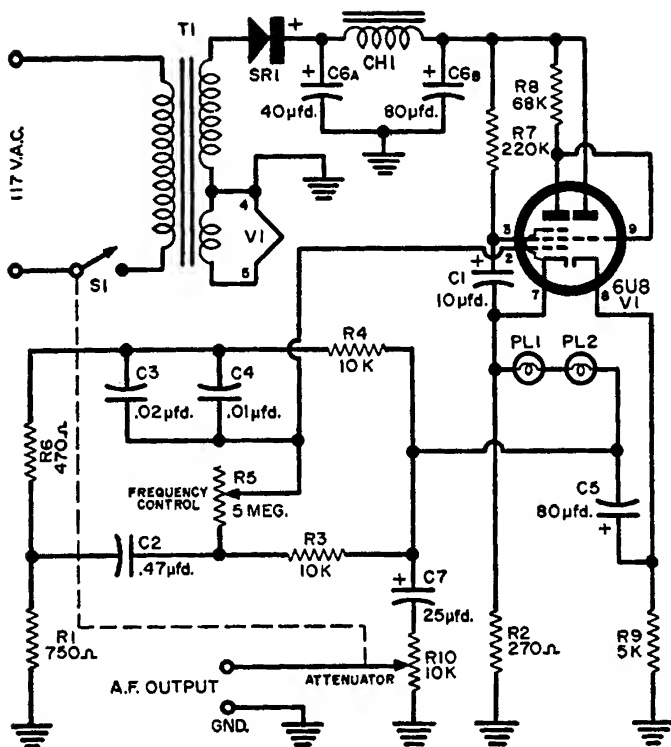 T1
SR1
+
CH1
+
C6A
40µfd.
+
C6B
80µfd.
R8
68K
R7
220K
117 V.A.C.
S1
4
V1
5
3
2
9
7
8
6U8
V1
+
C1
10µfd.
PL1
PL2
R4
10K
C3
.02µfd.
C4
.01µfd.
R6
470Ω
R5
5 MEG.
FREQUENCY
CONTROL
C5
80µfd.
+
C2
.47µfd.
R3
10K
+
C7
25µfd.
R1
750Ω
R10
10K
R2
270Ω
R9
5K
A.F. OUTPUT
ATTENUATOR
GND.